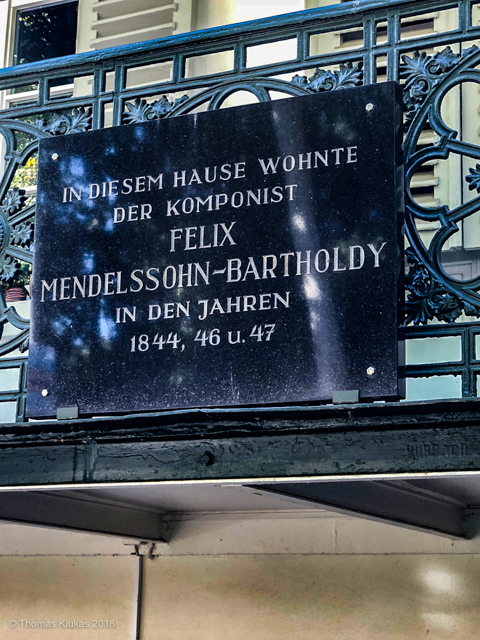 IN DIESEM HAUSE WOHNTE
DER KOMPONIST
FELIX
MENDELSSOHN-BARTHOLDY
IN DEN JAHREN
1844, 46 u. 47
© Thomas Klukas 2018